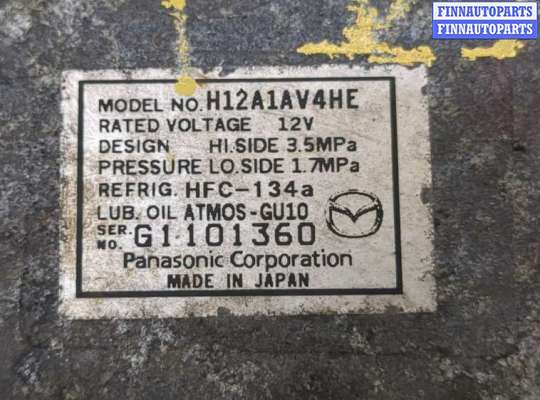 FINNAUTOPARTS
FINNAUTOPARTS
MODEL NO. H12A1AV4HE
RATED VOLTAGE 12V
DESIGN HI.SIDE 3.5MPa
PRESSURE LO.SIDE 1.7MPa
REFRIG. HFC-134a
LUB. OIL ATMOS-GU10
SER. NO. G1101360
Panasonic Corporation
MADE IN JAPAN